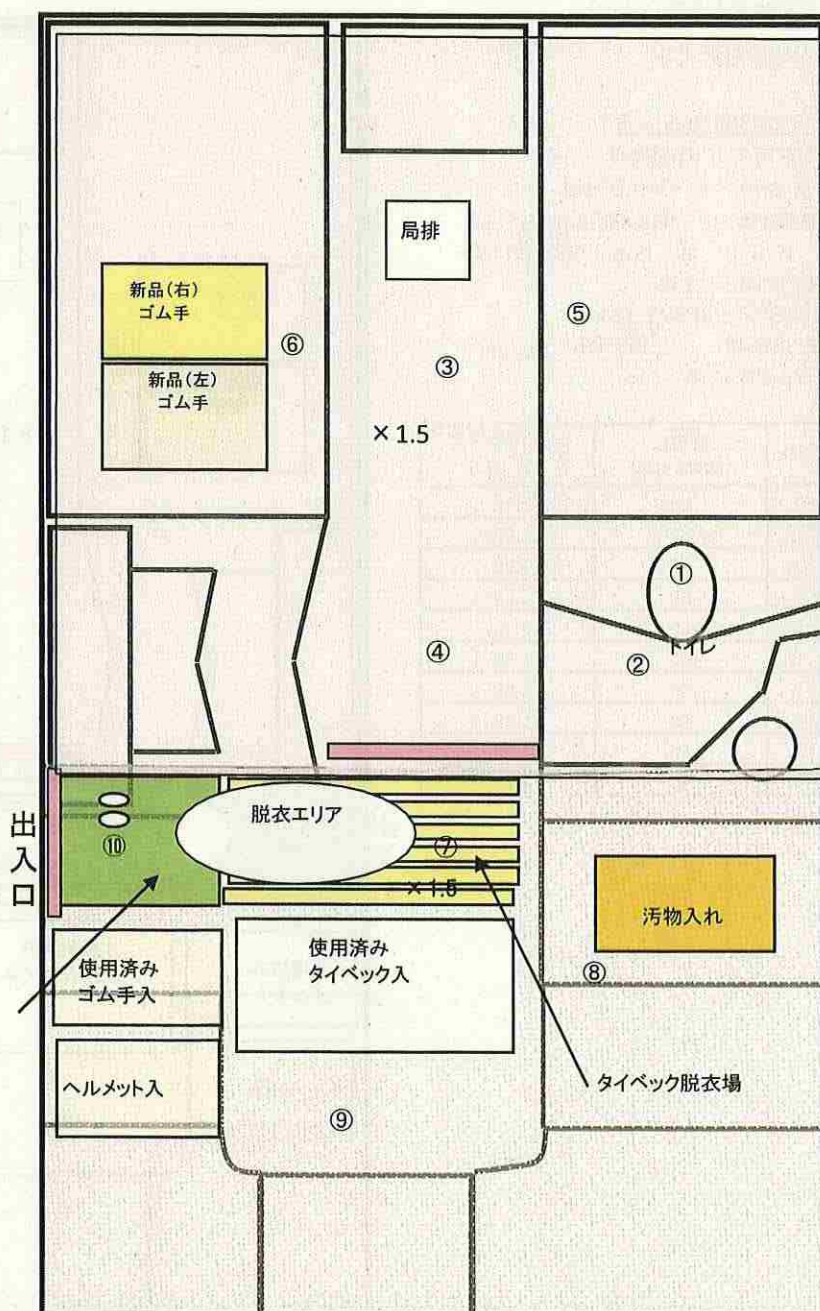 局排
新品(右)
ゴム手
新品(左)
ゴム手
⑥
③
⑤
×1.5
①
トイレ
②
④
出入口
脱衣エリア
⑩
⑦
×1.5
汚物入れ
使用済み
ゴム手入
使用済み
タイベック入
⑧
ヘルメット入
タイベック脱衣場
⑨